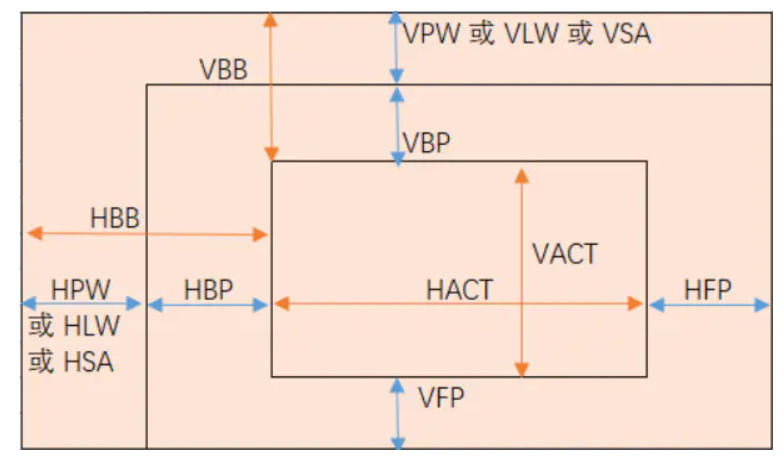 VPW 或 VLW 或 VSA
VBB
VBP
HBB
VACT
HPW
或 HLW
或 HSA
HBP
HACT
HFP
VFP